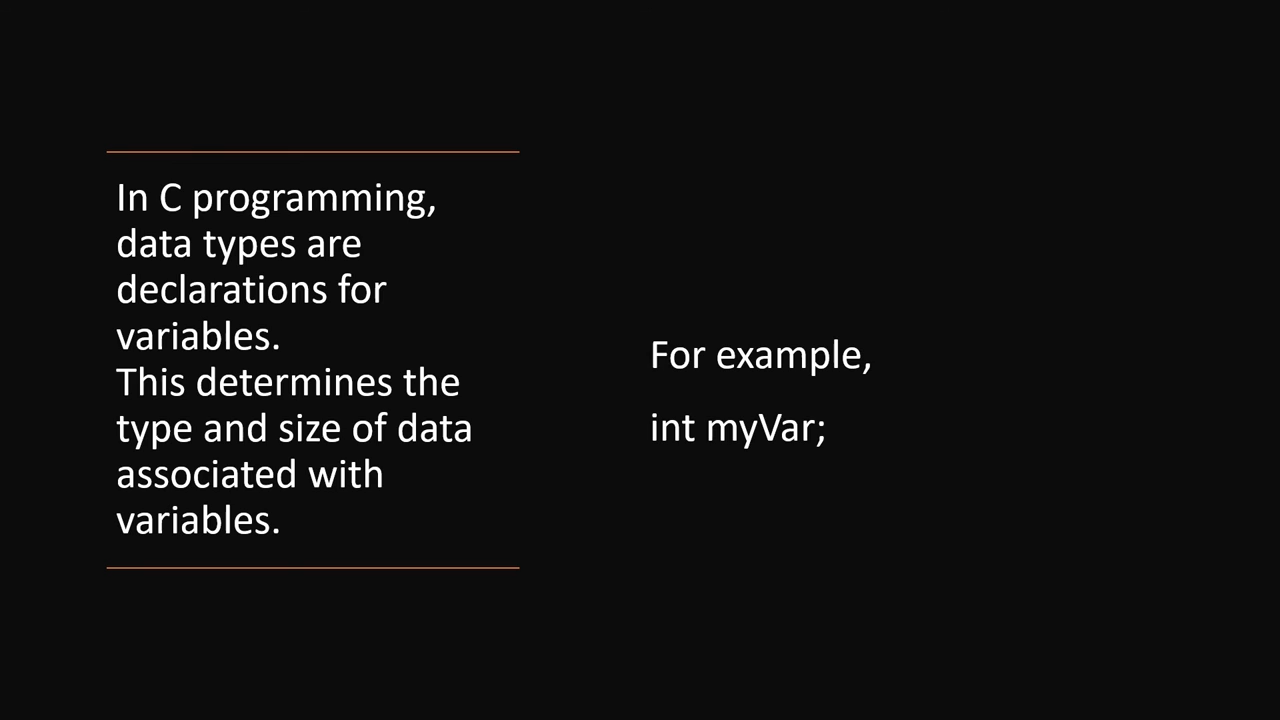 In C programming,
data types are
declarations for
variables.
This determines the
type and size of data
associated with
variables.
For example,
int myVar;